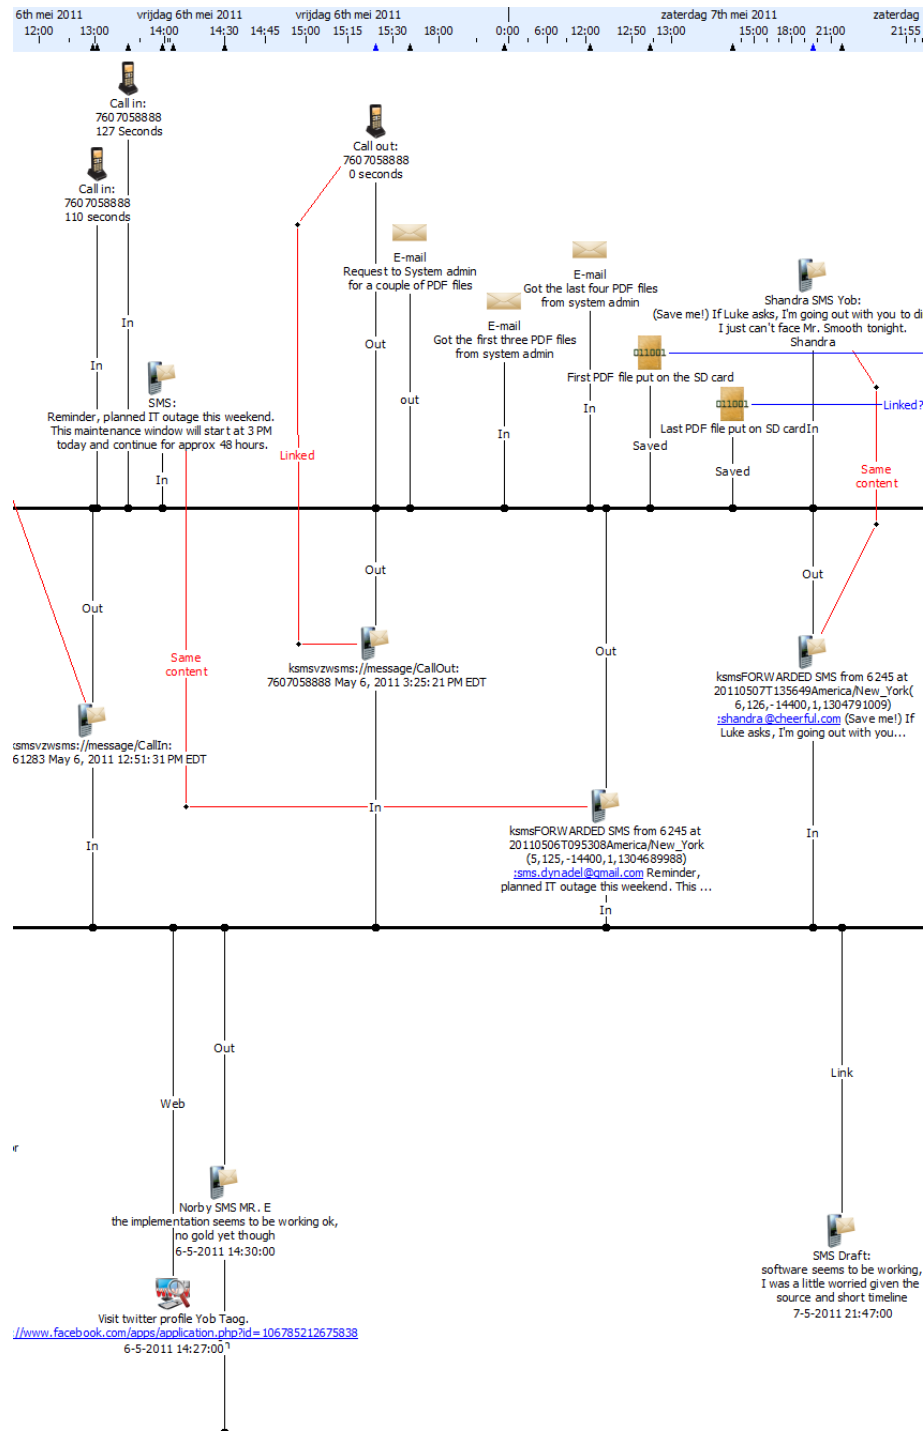 6th mei 2011 vrijdag 6th mei 2011 vrijdag 6th mei 2011 zaterdag 7th mei 2011 zaterdag
12:00 13:00 14:00 14:30 14:45 15:00 15:15 15:30 18:00 0:00 6:00 12:00 12:50 13:00 15:00 18:00 21:00 21:55
Call in:
7607058888
127 Seconds
Call in:
7607058888
110 seconds
Call out:
7607058888
0 seconds
E-mail
Request to System admin
for a couple of PDF files
E-mail
Got the first three PDF files
from system admin
E-mail
Got the last four PDF files
from system admin
Shandra SMS Yob:
(Save me!) If Luke asks, I'm going out with you to di
I just can't face Mr. Smooth tonight.
Shandra
011001
First PDF file put on the SD card
011001
Last PDF file put on SD card
Linked?
SMS:
Reminder, planned IT outage this weekend.
This maintenance window will start at 3 PM
today and continue for approx 48 hours.
In
In
In
Out
out
In
In
Saved
Saved
In
Linked
Same
content
Out
Out
Out
Out
Same
content
ksmsvzwsms://message/CallOut:
7607058888 May 6, 2011 3:25:21 PM EDT
ksmsFORWARDED SMS from 6245 at
20110507T135649America/New_York(
6,126,-14400,1,1304791009)
:shandra@cheerful.com (Save me!) If
Luke asks, I'm going out with you...
ksmsvzwsms://message/CallIn:
61283 May 6, 2011 12:51:31 PM EDT
ksmsFORWARDED SMS from 6245 at
20110506T095308America/New_York
(5,125,-14400,1,1304689988)
:sms.dynadel@gmail.com Reminder,
planned IT outage this weekend. This ...
In
In
In
In
Web
Out
Link
or
Norby SMS MR. E
the implementation seems to be working ok,
no gold yet though
6-5-2011 14:30:00
Visit twitter profile Yob Taog.
://www.facebook.com/apps/application.php?id=106785212675838
6-5-2011 14:27:00
SMS Draft:
software seems to be working,
I was a little worried given the
source and short timeline
7-5-2011 21:47:00